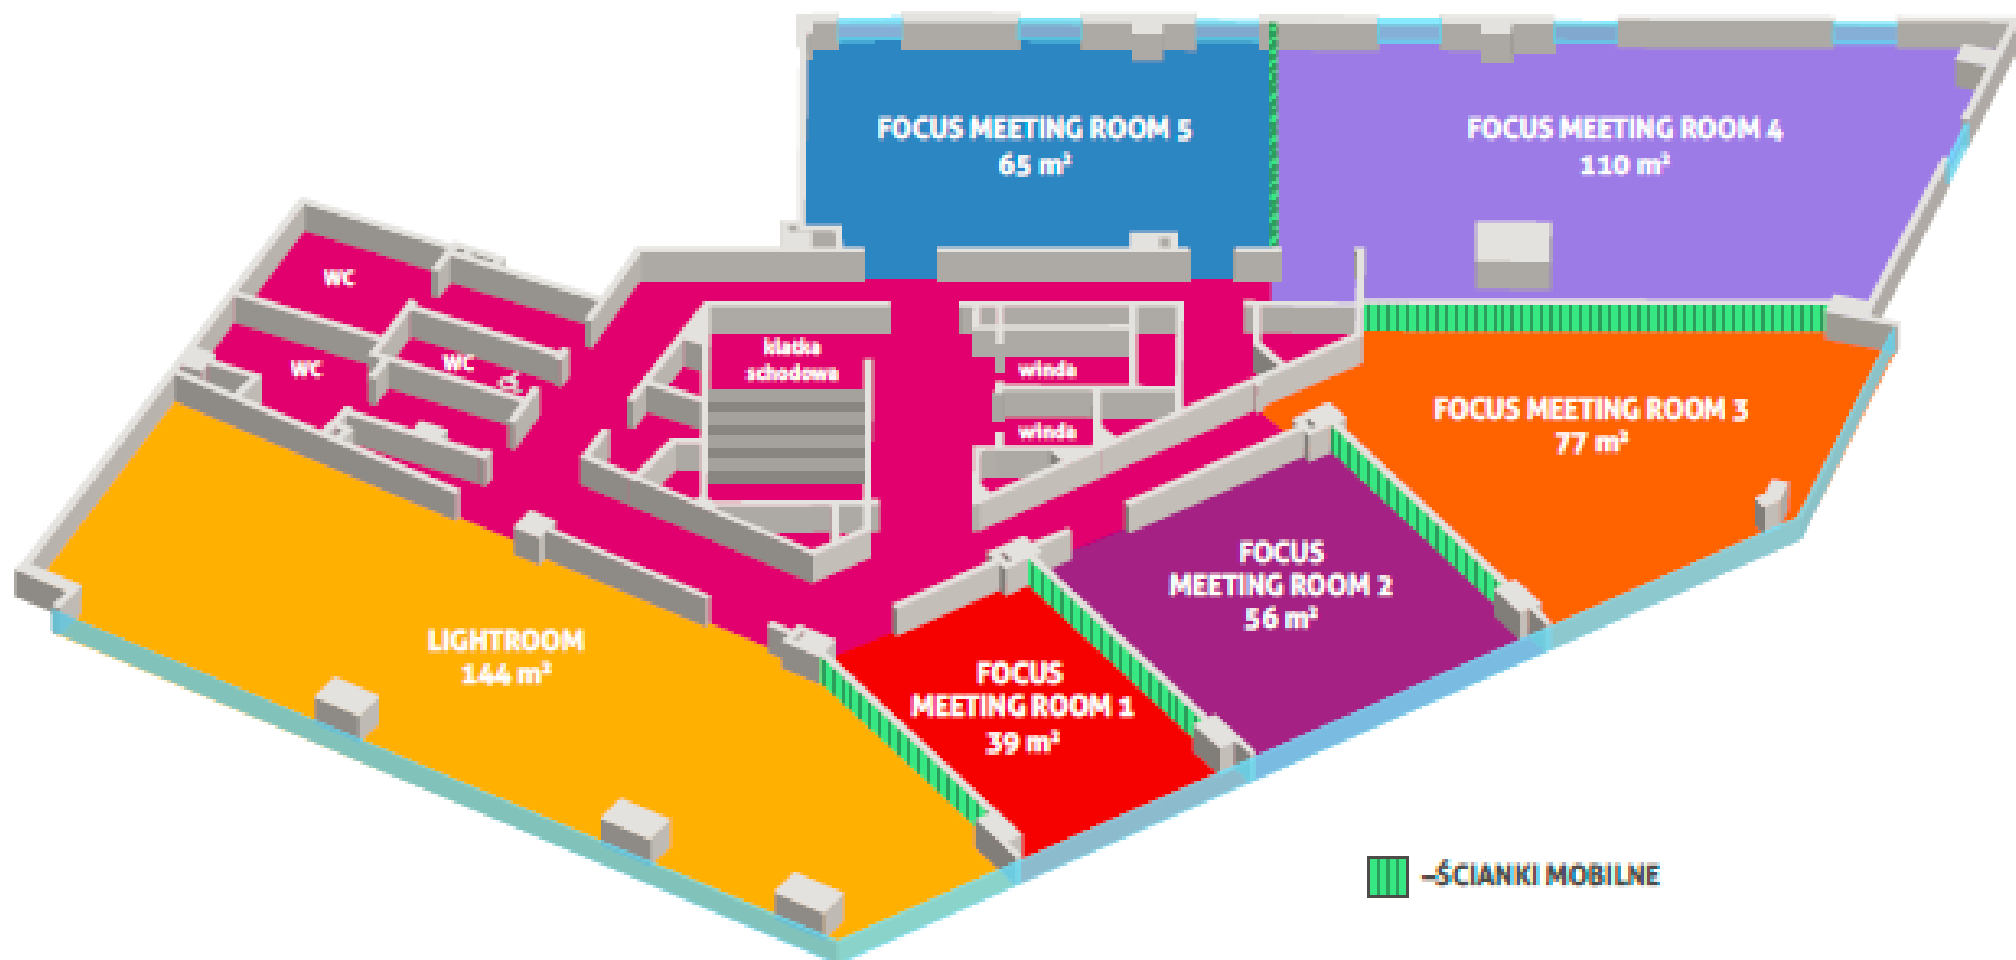 FOCUS MEETING ROOM 5
65 m²
FOCUS MEETING ROOM 4
110 m²
WC
WC
WC
klatka
schodowa
winda
winda
FOCUS MEETING ROOM 3
77 m²
FOCUS
MEETING ROOM 2
56 m²
LIGHTROOM
144 m²
FOCUS
MEETING ROOM 1
39 m²
–ŚCIANKI MOBILNE